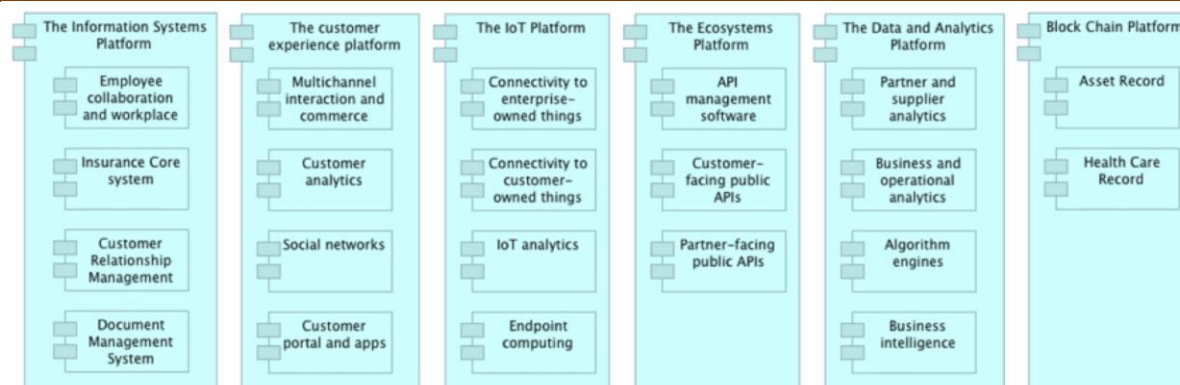 The Information Systems
Platform
Employee
collaboration
and workplace
Insurance Core
system
Customer
Relationship
Management
Document
Management
System
The customer
experience platform
Multichannel
interaction and
commerce
Customer
analytics
Social networks
Customer
portal and apps
The IoT Platform
Connectivity to
enterprise-
owned things
Connectivity to
customer-
owned things
IoT analytics
Endpoint
computing
The Ecosystems
Platform
API
management
software
Customer-
facing public
APIs
Partner-facing
public APIs
The Data and Analytics
Platform
Partner and
supplier
analytics
Business and
operational
analytics
Algorithm
engines
Business
intelligence
Block Chain Platform
Asset Record
Health Care
Record